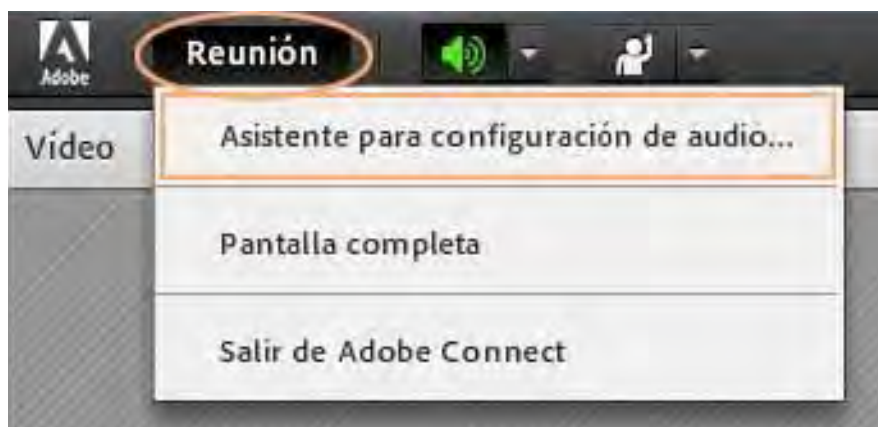 Adobe
Reunión
Vídeo
Asistente para configuración de audio...
Pantalla completa
Salir de Adobe Connect